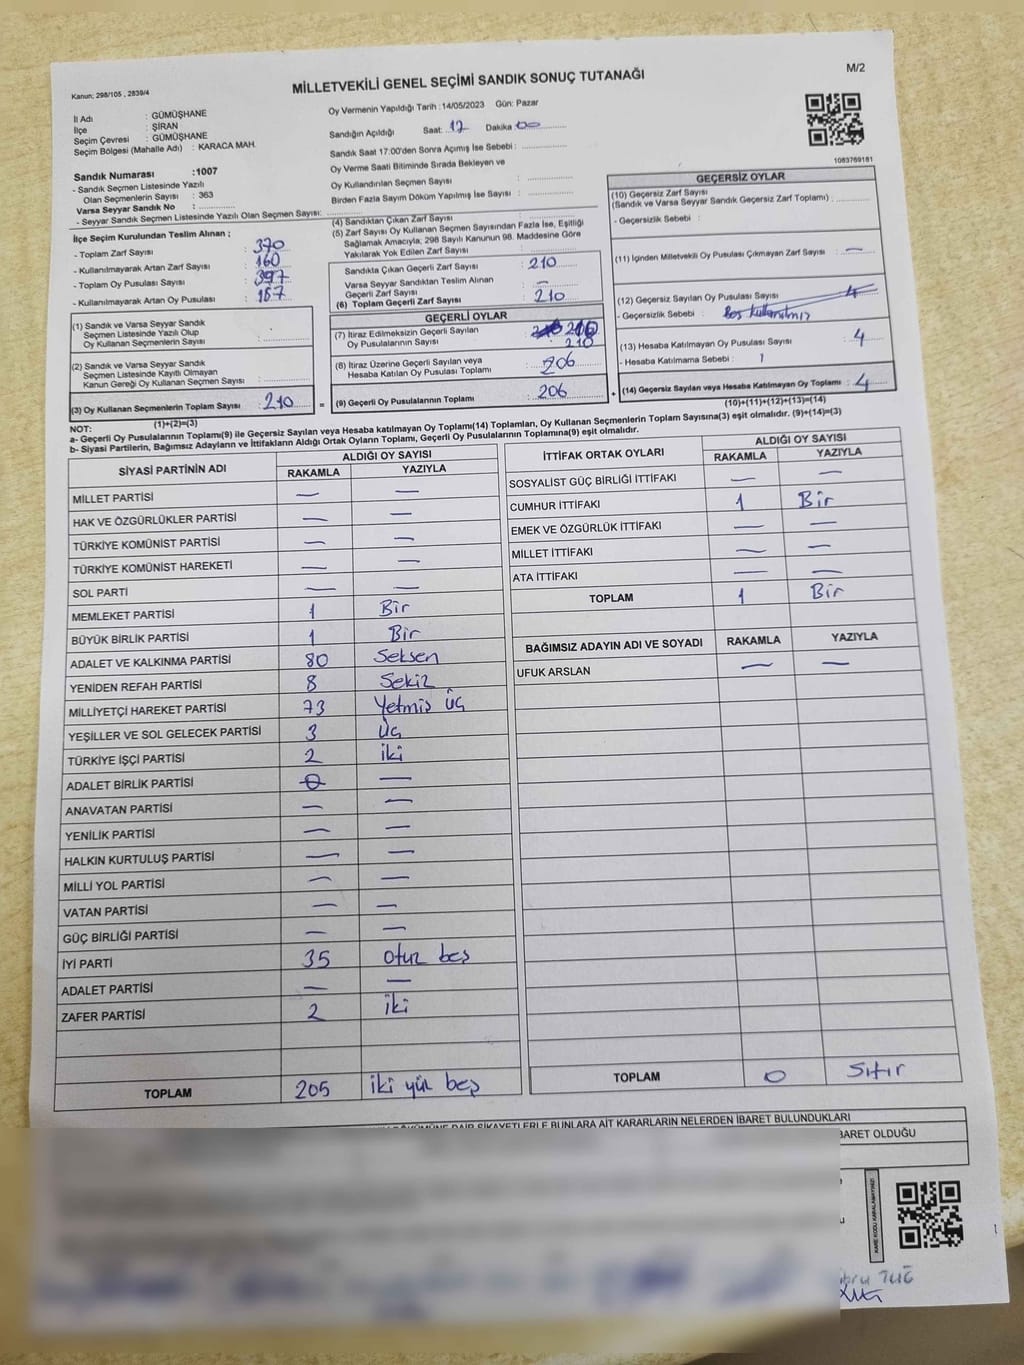 Kanun; 298/105 , 2839/4
MİLLETVEKİLİ GENEL SEÇİMİ SANDIK SONUÇ TUTANAĞI
M/2
İl Adı : GÜMÜŞHANE
İlçe : ŞİRAN
Seçim Çevresi : GÜMÜŞHANE
Seçim Bölgesi (Mahalle Adı) : KARACA MAH.
Sandık Numarası : 1007
- Sandık Seçmen Listesinde Yazılı
Olan Seçmenlerin Sayısı : 363
Varsa Seyyar Sandık No :
- Seyyar Sandık Seçmen Listesinde Yazılı Olan Seçmen Sayısı:
Oy Vermenin Yapıldığı Tarih : 14/05/2023 Gün: Pazar
Sandığın Açıldığı Saat: 17 Dakika: 00
Sandık Saat 17:00'den Sonra Açımış İse Sebebi :
Oy Verme Saati Bitiminde Sırada Bekleyen ve
Oy Kullandırılan Seçmen Sayısı :
Birden Fazla Sayım Döküm Yapılmış İse Sayısı :
1083769181
İlçe Seçim Kurulundan Teslim Alınan ;
- Toplam Zarf Sayısı : 370
- Kullanılmayarak Artan Zarf Sayısı : 160
- Toplam Oy Pusulası Sayısı : 397
- Kullanılmayarak Artan Oy Pusulası : 187
(1) Sandık ve Varsa Seyyar Sandık
Seçmen Listesinde Yazılı Olup
Oy Kullanan Seçmenlerin Sayısı :
(2) Sandık ve Varsa Seyyar Sandık
Seçmen Listesinde Kayıtlı Olmayan
Kanun Gereği Oy Kullanan Seçmen Sayısı :
(3) Oy Kullanan Seçmenlerin Toplam Sayısı : 210 =
(1)+(2)=(3)
(4) Sandıktan Çıkan Zarf Sayısı :
(5) Zarf Sayısı Oy Kullanan Seçmen Sayısından Fazla İse, Eşitliği
Sağlamak Amacıyla; 298 Sayılı Kanunun 98. Maddesine Göre
Yakılarak Yok Edilen Zarf Sayısı :
Sandıkta Çıkan Geçerli Zarf Sayısı : 210
Varsa Seyyar Sandıktan Teslim Alınan
Geçerli Zarf Sayısı : —
(6) Toplam Geçerli Zarf Sayısı : 210
GEÇERLİ OYLAR
(7) İtiraz Edilmeksizin Geçerli Sayılan
Oy Pusulalarının Sayısı : 210
(8) İtiraz Üzerine Geçerli Sayılan veya
Hesaba Katılan Oy Pusulası Toplamı : 206
(9) Geçerli Oy Pusulalarının Toplamı : 206 +
GEÇERSİZ OYLAR
(10) Geçersiz Zarf Sayısı
(Sandık ve Varsa Seyyar Sandık Geçersiz Zarf Toplamı) :
- Geçersizlik Sebebi :
(11) İçinden Milletvekili Oy Pusulası Çıkmayan Zarf Sayısı : —
(12) Geçersiz Sayılan Oy Pusulası Sayısı : 4
- Geçersizlik Sebebi : Boş kullanılmış
(13) Hesaba Katılmayan Oy Pusulası Sayısı : 4
- Hesaba Katılmama Sebebi :
(14) Geçersiz Sayılan veya Hesaba Katılmayan Oy Toplamı : 4
(10)+(11)+(12)+(13)=(14)
NOT:
a- Geçerli Oy Pusulalarının Toplamı(9) ile Geçersiz Sayılan veya Hesaba katılmayan Oy Toplamı(14) Toplamları, Oy Kullanan Seçmenlerin Toplam Sayısına(3) eşit olmalıdır. (9)+(14)=(3)
b- Siyasi Partilerin, Bağımsız Adayların ve İttifakların Aldığı Ortak Oyların Toplamı, Geçerli Oy Pusulalarının Toplamına(9) eşit olmalıdır.
SİYASİ PARTİNİN ADI ALDIĞI OY SAYISI
RAKAMLA YAZIYLA
MİLLET PARTİSİ — —
HAK VE ÖZGÜRLÜKLER PARTİSİ — —
TÜRKİYE KOMÜNİST PARTİSİ — —
TÜRKİYE KOMÜNİST HAREKETİ — —
SOL PARTİ — —
MEMLEKET PARTİSİ 1 Bir
BÜYÜK BİRLİK PARTİSİ 1 Bir
ADALET VE KALKINMA PARTİSİ 80 Seksen
YENİDEN REFAH PARTİSİ 8 Sekiz
MİLLİYETÇİ HAREKET PARTİSİ 73 Yetmiş üç
YEŞİLLER VE SOL GELECEK PARTİSİ 3 Üç
TÜRKİYE İŞÇİ PARTİSİ 2 iki
ADALET BİRLİK PARTİSİ 0 —
ANAVATAN PARTİSİ — —
YENİLİK PARTİSİ — —
HALKIN KURTULUŞ PARTİSİ — —
MİLLİ YOL PARTİSİ — —
VATAN PARTİSİ — —
GÜÇ BİRLİĞİ PARTİSİ — —
İYİ PARTİ 35 otuz beş
ADALET PARTİSİ — —
ZAFER PARTİSİ 2 iki
TOPLAM 205 iki yüz beş
İTTİFAK ORTAK OYLARI ALDIĞI OY SAYISI
RAKAMLA YAZIYLA
SOSYALİST GÜÇ BİRLİĞİ İTTİFAKI — —
CUMHUR İTTİFAKI 1 Bir
EMEK VE ÖZGÜRLÜK İTTİFAKI — —
MİLLET İTTİFAKI — —
ATA İTTİFAKI — —
TOPLAM 1 Bir
BAĞIMSIZ ADAYIN ADI VE SOYADI RAKAMLA YAZIYLA
UFUK ARSLAN — —
TOPLAM 0 Sıfır
DÖKÜMÜNE DAİR ŞİKAYETLERLE BUNLARA AİT KARARLARIN NELERDEN İBARET BULUNDUKLARI
İBARET OLDUĞU
KARE KODU KARALAMAYINIZ!